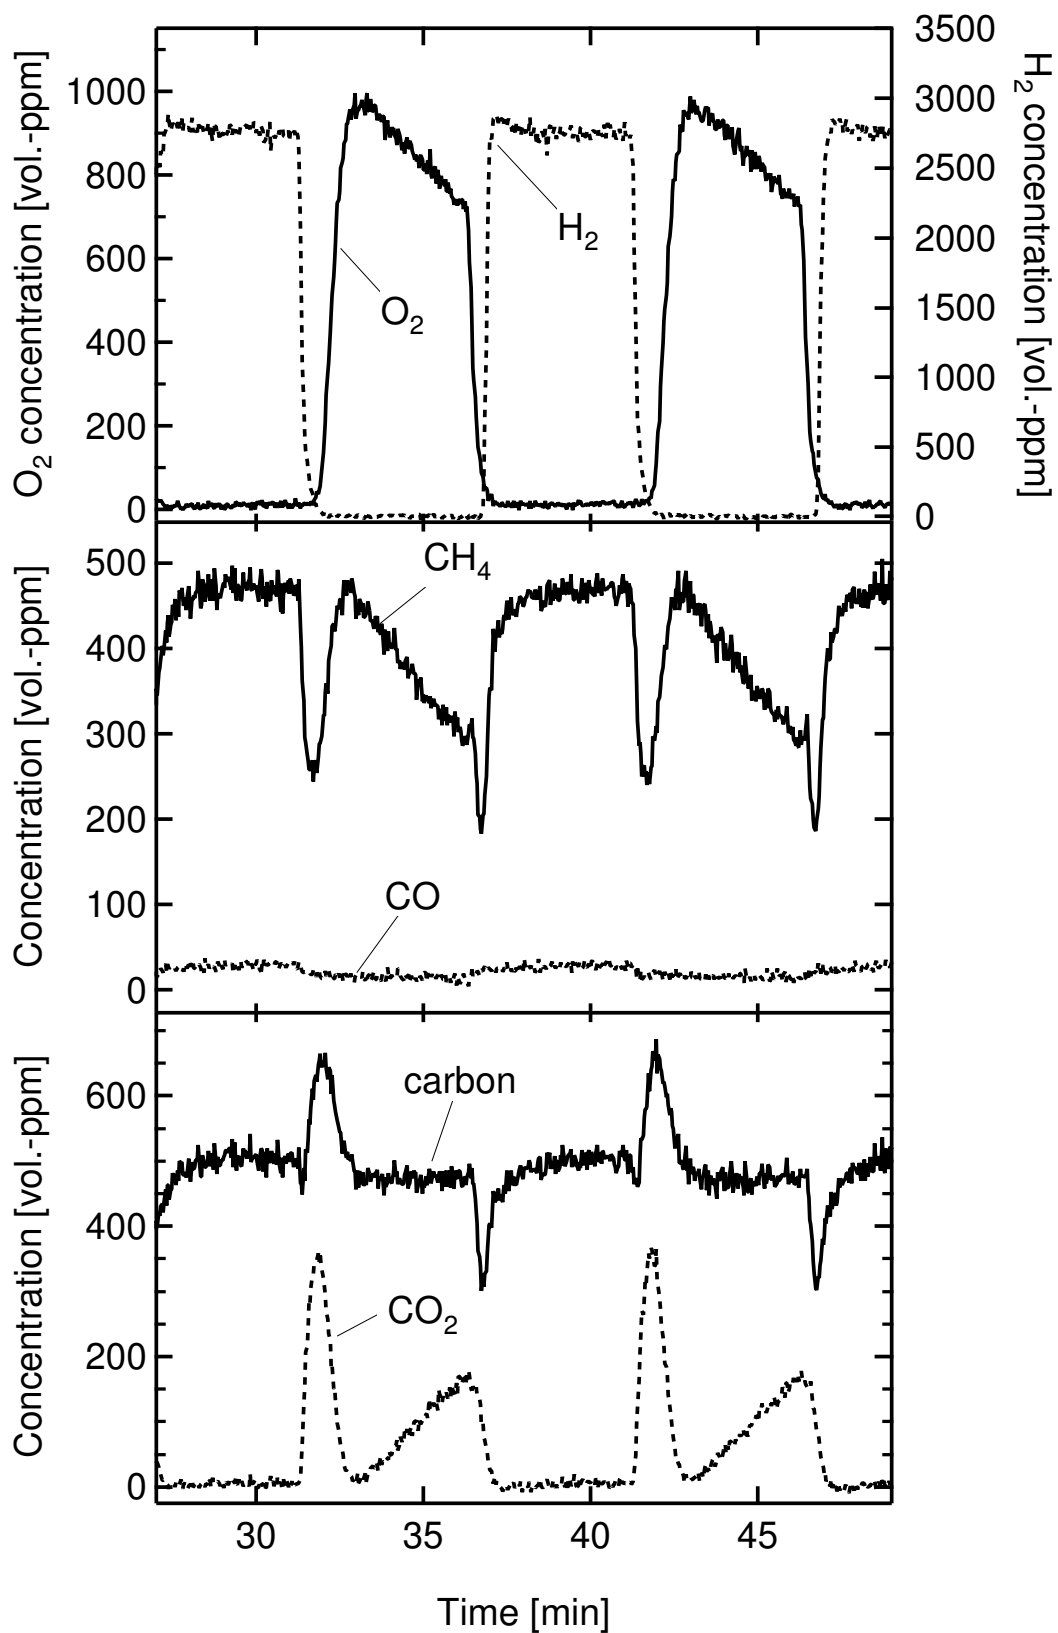 O2 concentration [vol.-ppm]
1000
800
600
400
200
0
H2
O2
3500
3000
2500
2000
1500
1000
500
0
H2 concentration [vol.-ppm]
Concentration [vol.-ppm]
500
400
300
200
100
0
CH4
CO
Concentration [vol.-ppm]
600
400
200
0
carbon
CO2
30 35 40 45
Time [min]